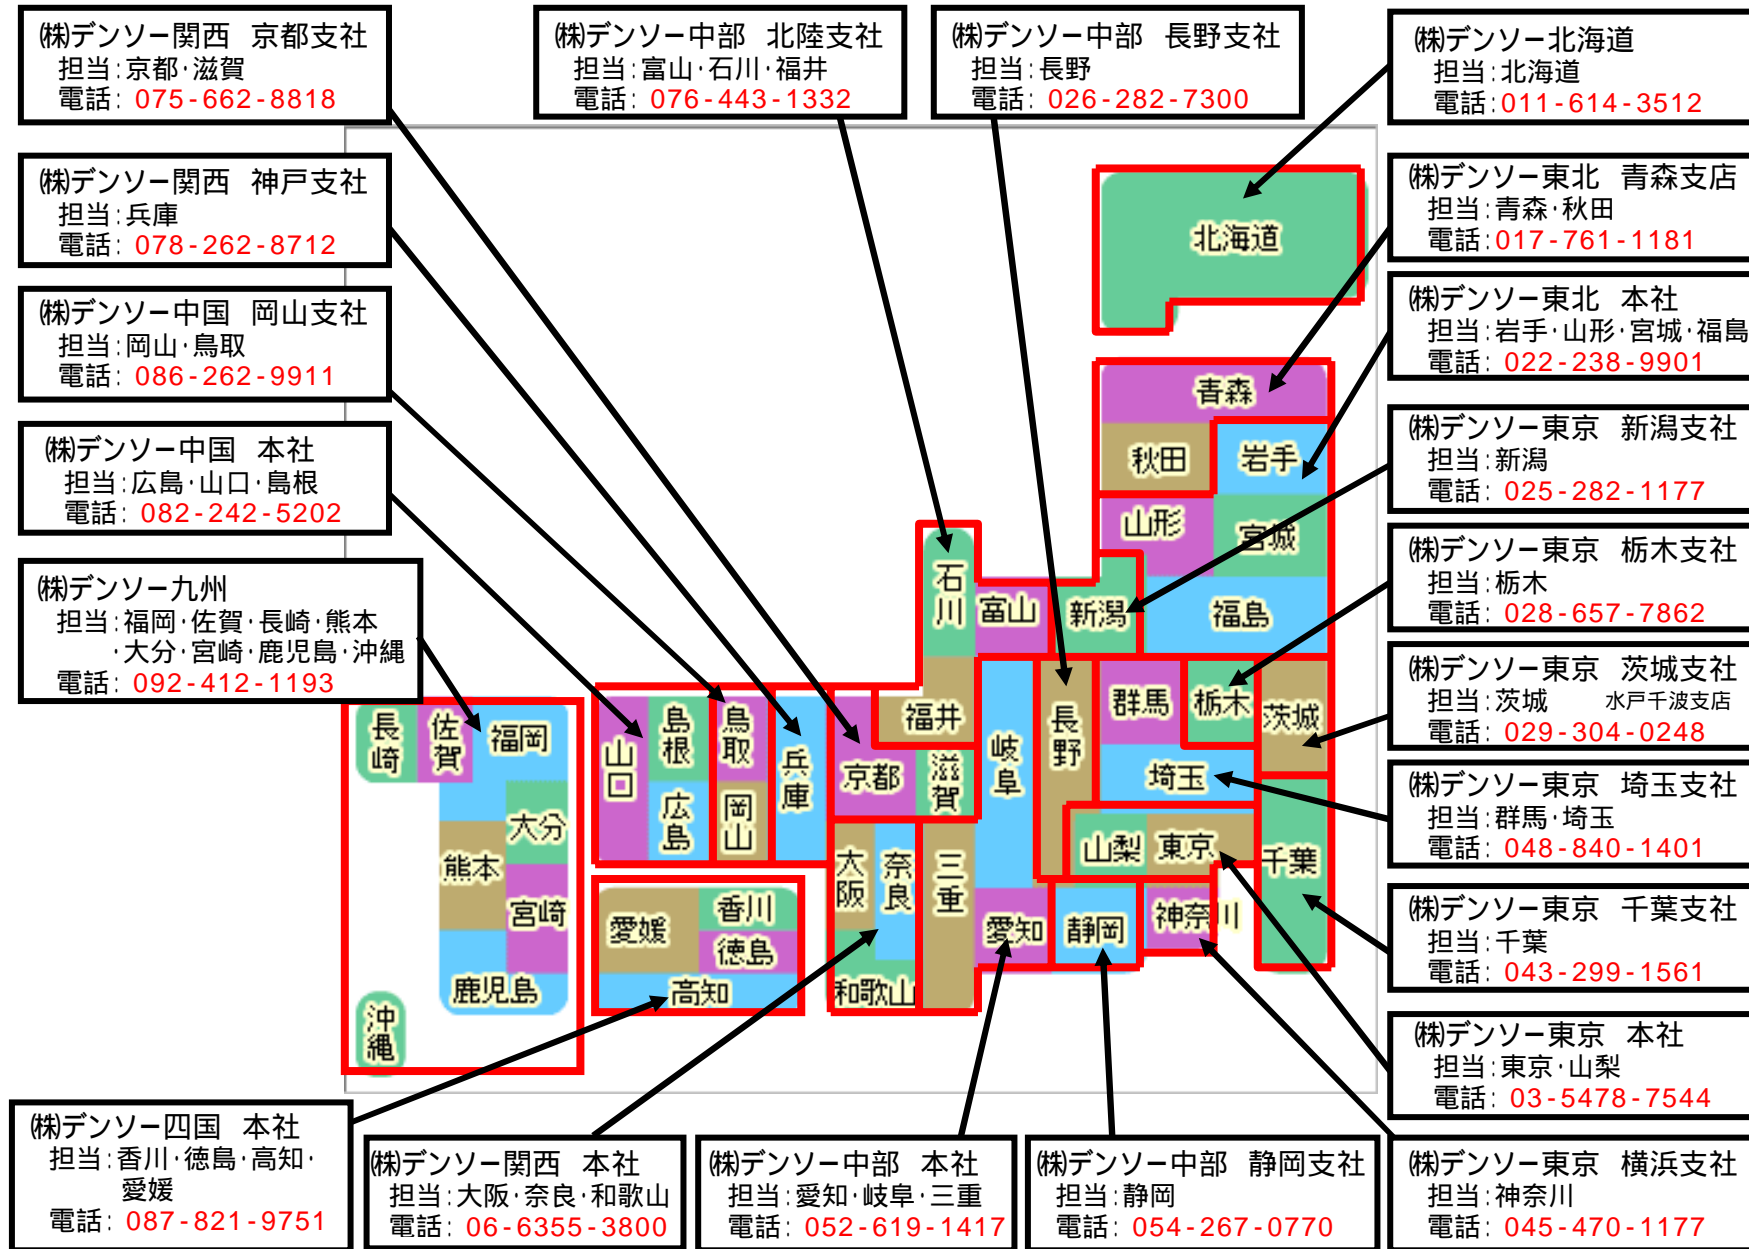 ㈱デンソー関西 京都支社
担当:京都･滋賀
電話: 075-662-8818
㈱デンソー中部 北陸支社
担当:富山･石川･福井
電話: 076-443-1332
㈱デンソー中部 長野支社
担当:長野
電話: 026-282-7300
㈱デンソー北海道
担当:北海道
電話:011-614-3512
㈱デンソー関西 神戸支社
担当:兵庫
電話: 078-262-8712
㈱デンソー東北 青森支店
担当:青森･秋田
電話:017-761-1181
㈱デンソー中国 岡山支社
担当:岡山･鳥取
電話: 086-262-9911
㈱デンソー東北 本社
担当:岩手･山形･宮城･福島
電話: 022-238-9901
㈱デンソー中国 本社
担当:広島･山口･島根
電話: 082-242-5202
㈱デンソー東京 新潟支社
担当:新潟
電話: 025-282-1177
㈱デンソー九州
担当:福岡･佐賀･長崎･熊本
･大分･宮崎･鹿児島･沖縄
電話: 092-412-1193
㈱デンソー東京 栃木支社
担当:栃木
電話: 028-657-7862
㈱デンソー東京 茨城支社
担当:茨城 水戸千波支店
電話: 029-304-0248
㈱デンソー東京 埼玉支社
担当:群馬･埼玉
電話: 048-840-1401
㈱デンソー東京 千葉支社
担当:千葉
電話: 043-299-1561
㈱デンソー東京 本社
担当:東京･山梨
電話: 03-5478-7544
㈱デンソー四国 本社
担当:香川･徳島･高知･
愛媛
電話: 087-821-9751
㈱デンソー関西 本社
担当:大阪･奈良･和歌山
電話: 06-6355-3800
㈱デンソー中部 本社
担当:愛知･岐阜･三重
電話: 052-619-1417
㈱デンソー中部 静岡支社
担当:静岡
電話: 054-267-0770
㈱デンソー東京 横浜支社
担当:神奈川
電話: 045-470-1177
北海道
青森
秋田
岩手
山形
宮城
福島
石川
富山
新潟
福井
岐阜
長野
群馬
栃木
茨城
埼玉
山梨
東京
千葉
神奈川
静岡
愛知
三重
滋賀
京都
大阪
奈良
和歌山
兵庫
鳥取
岡山
島根
広島
山口
愛媛
香川
徳島
高知
長崎
佐賀
福岡
大分
熊本
宮崎
鹿児島
沖縄